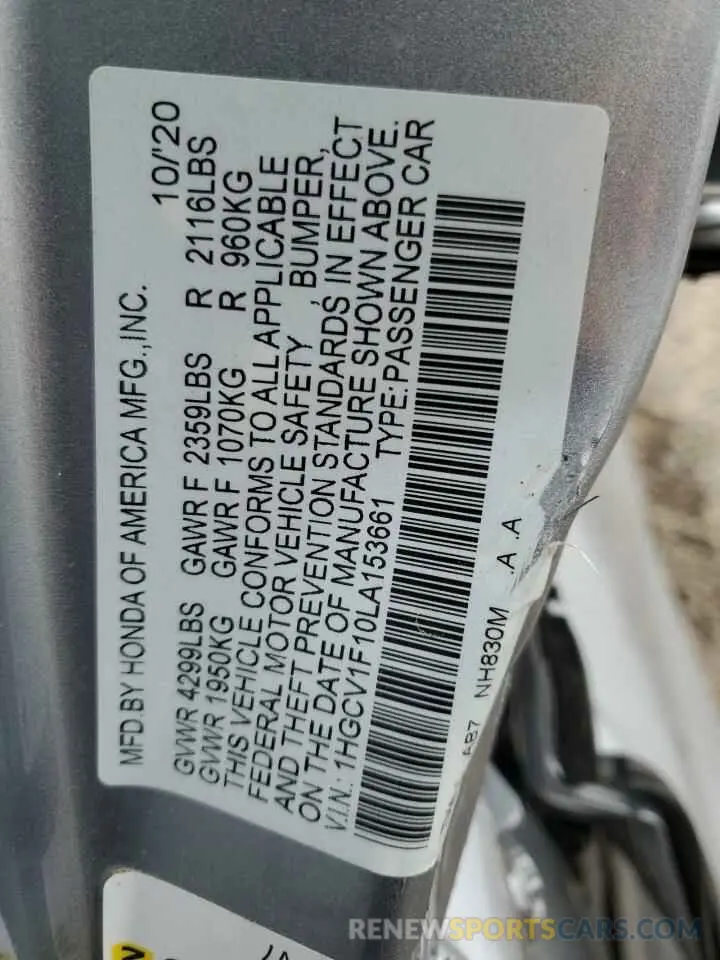 MFD.BY HONDA OF AMERICA MFG.,INC. 10/'20
GVWR 4299LBS GAWR F 2359LBS R 2116LBS
GVWR 1950KG GAWR F 1070KG R 960KG
THIS VEHICLE CONFORMS TO ALL APPLICABLE
FEDERAL MOTOR VEHICLE SAFETY , BUMPER,
AND THEFT PREVENTION STANDARDS IN EFFECT
ON THE DATE OF MANUFACTURE SHOWN ABOVE.
V.I.N.: 1HGCV1F10LA153661 TYPE: PASSENGER CAR
NH830M .A A
RENEWSPORTSCARS.COM